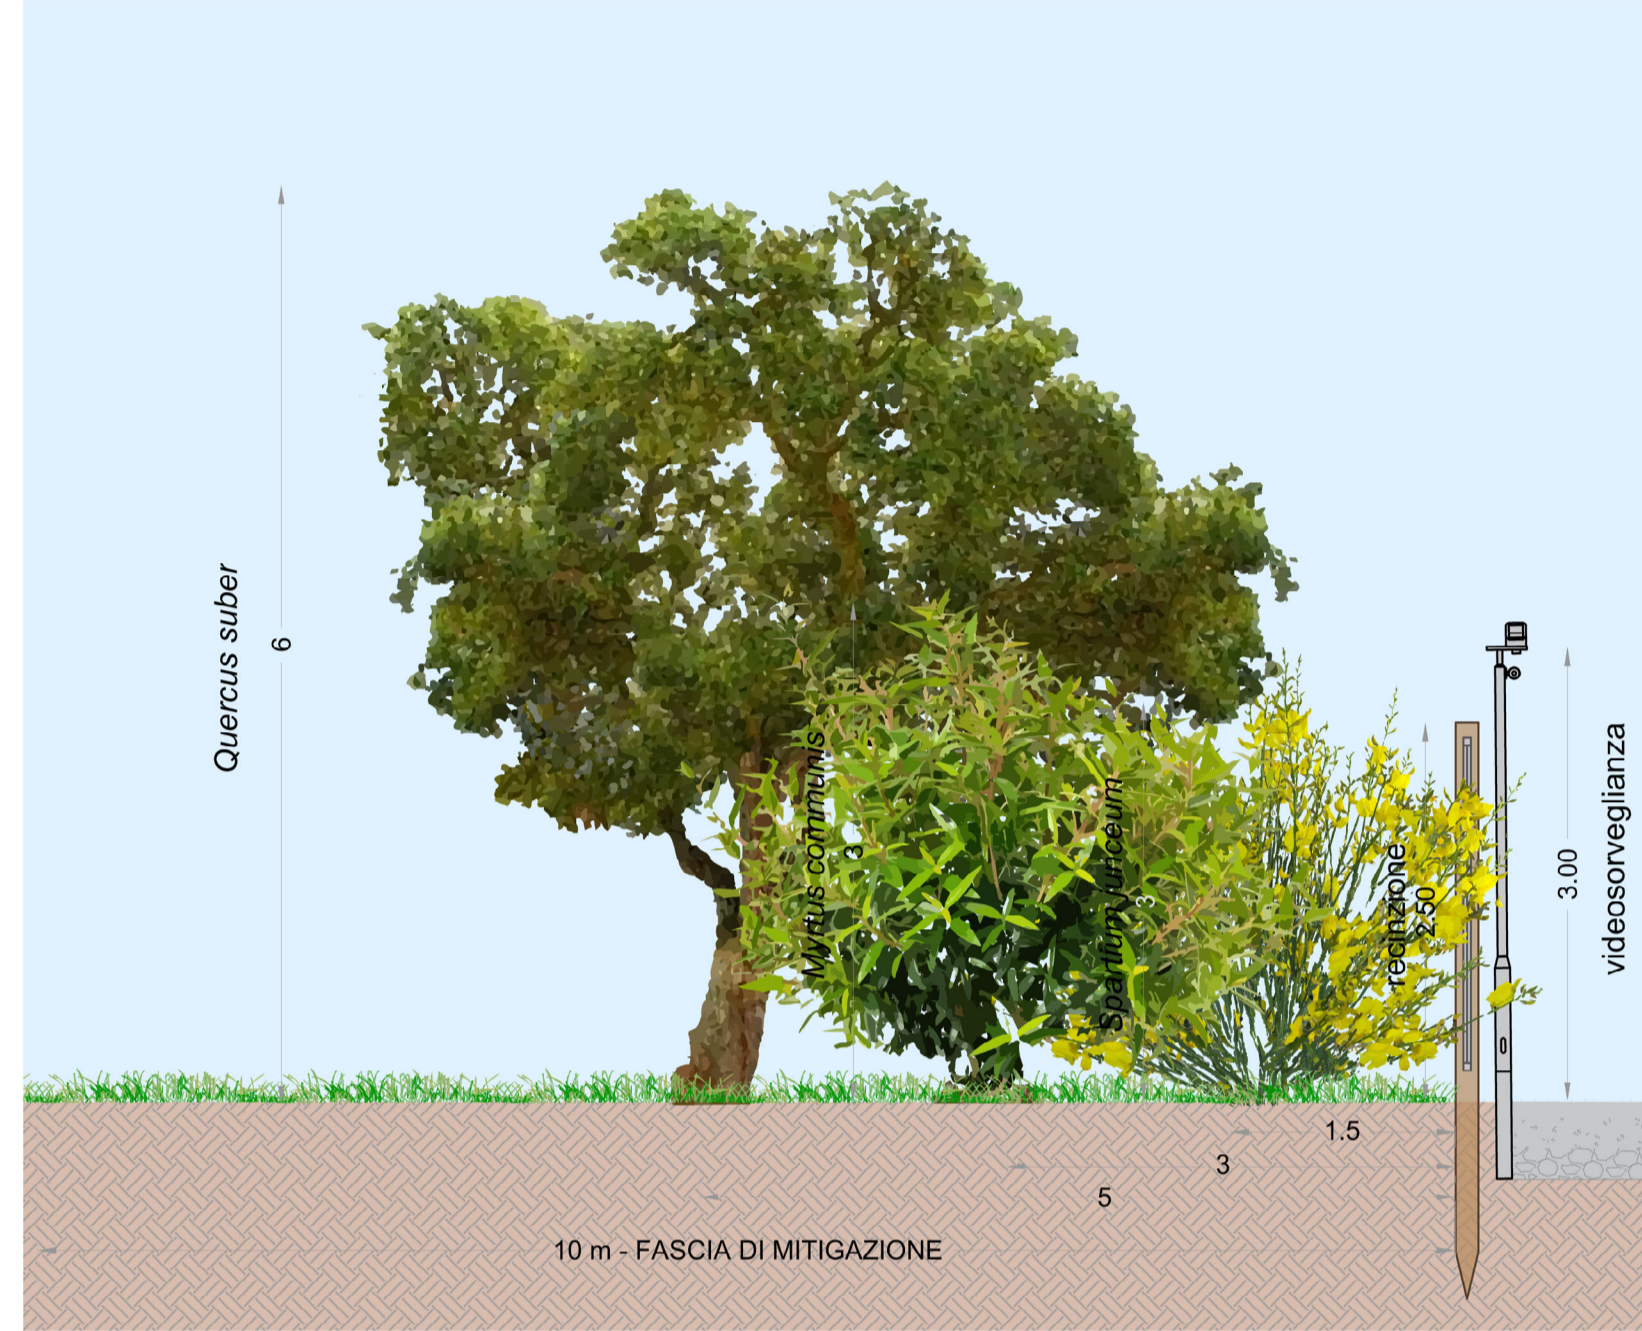 Quercus suber
6
Myrtus communis
3
Spartium junceum
3
recinzione
2.50
3.00
videosorveglianza
1.5
3
5
10 m - FASCIA DI MITIGAZIONE